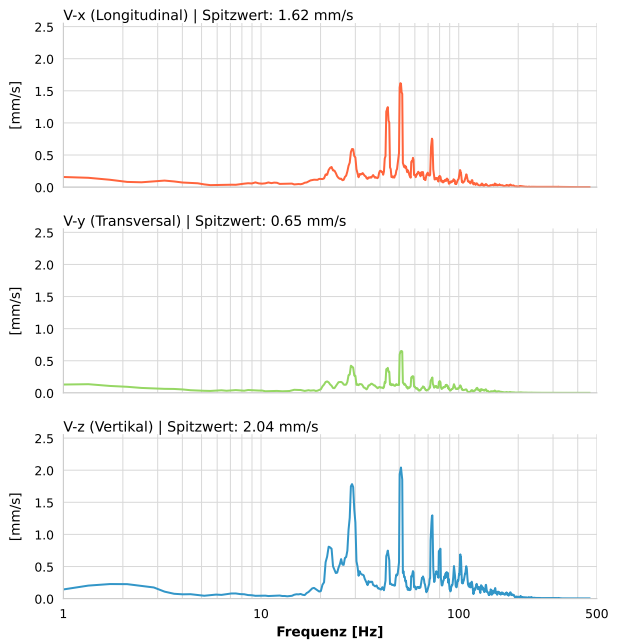 V-x (Longitudinal) | Spitzwert: 1.62 mm/s
2.5
2.0
1.5
1.0
0.5
0.0
[mm/s]
V-y (Transversal) | Spitzwert: 0.65 mm/s
2.5
2.0
1.5
1.0
0.5
0.0
[mm/s]
V-z (Vertikal) | Spitzwert: 2.04 mm/s
2.5
2.0
1.5
1.0
0.5
0.0
[mm/s]
1 10 100 500
Frequenz [Hz]